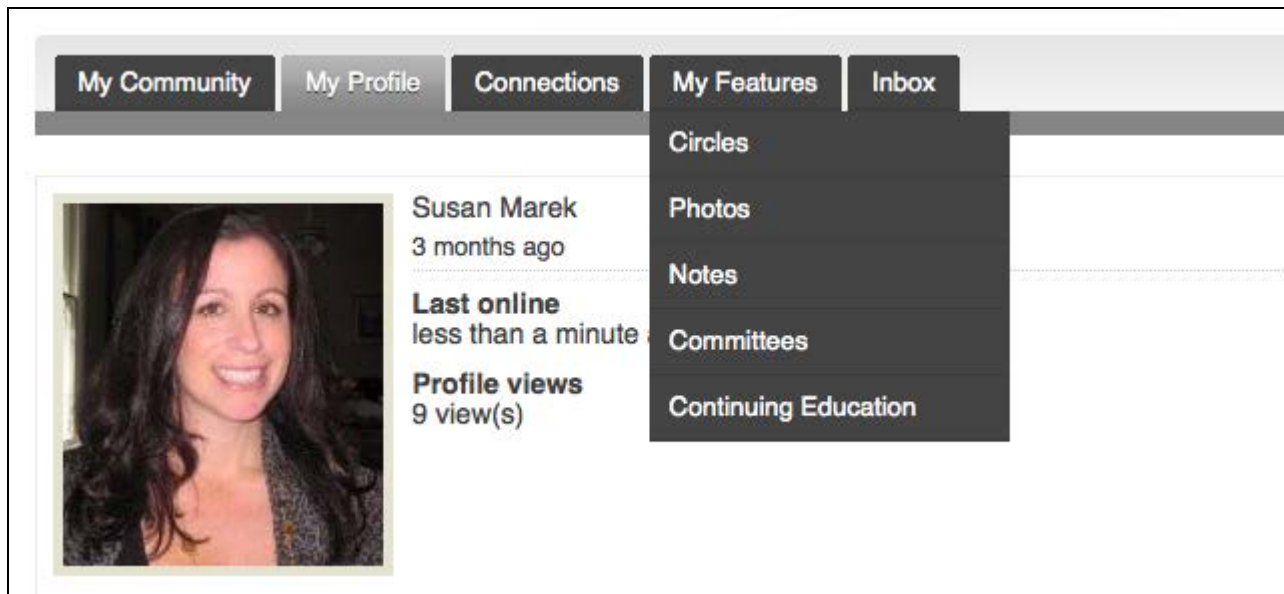 My Community My Profile Connections My Features Inbox
Circles
Photos
Notes
Committees
Continuing Education
Susan Marek
3 months ago
Last online
less than a minute
Profile views
9 view(s)